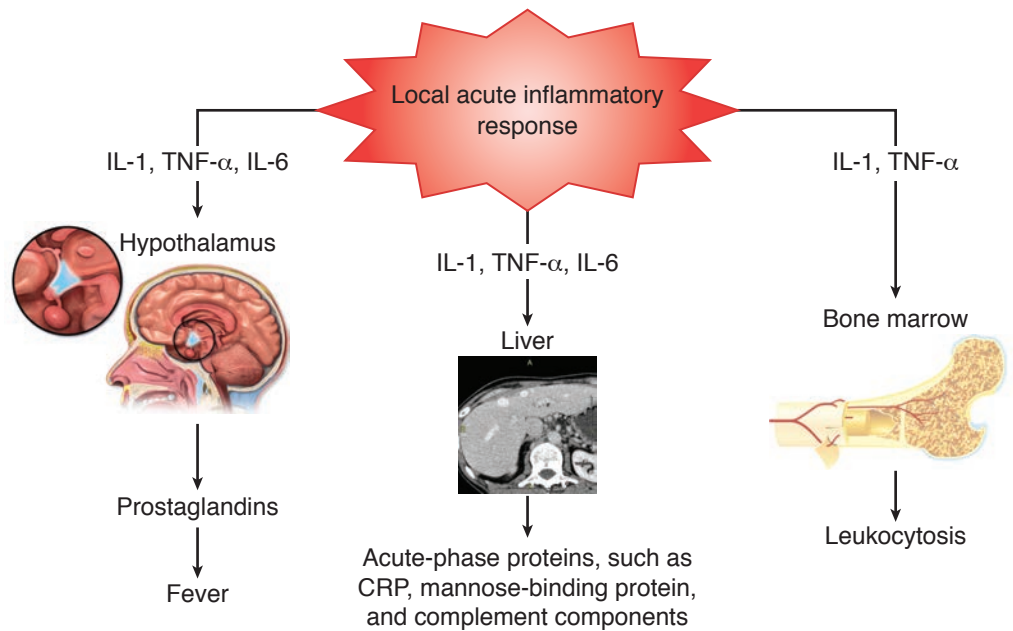 Local acute inflammatory
response
IL-1, TNF-α, IL-6
Hypothalamus
Prostaglandins
Fever
IL-1, TNF-α, IL-6
Liver
A
Acute-phase proteins, such as
CRP, mannose-binding protein,
and complement components
IL-1, TNF-α
Bone marrow
Leukocytosis